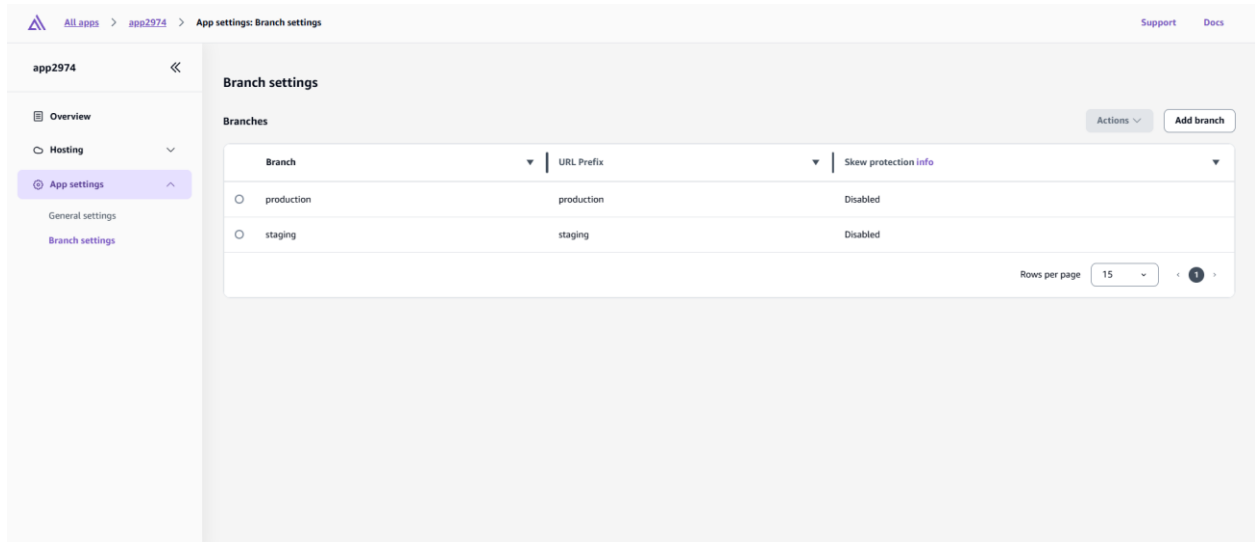 All apps > app2974 > App settings: Branch settings
Support Docs
app2974
Overview
Hosting
App settings
General settings
Branch settings
Branch settings
Branches
Actions Add branch
Branch URL Prefix Skew protection info
production production Disabled
staging staging Disabled
Rows per page 15 1